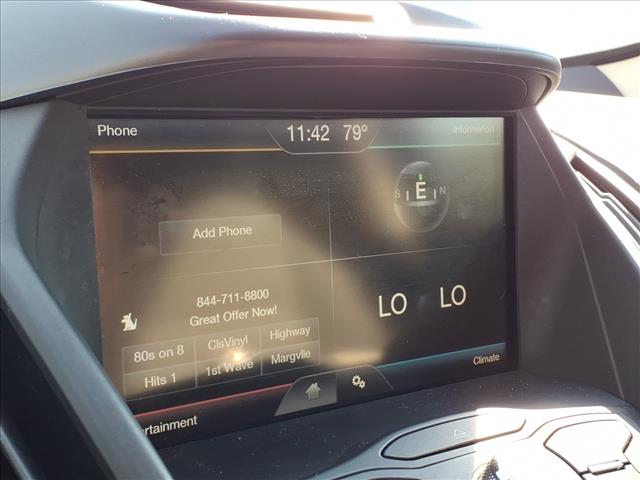 Phone
11:42 79°
Information
S E N
Add Phone
844-711-8800
Great Offer Now!
LO LO
80s on 8 ClsVinyl Highway
Hits 1 1st Wave Margvlle
Climate
rtainment